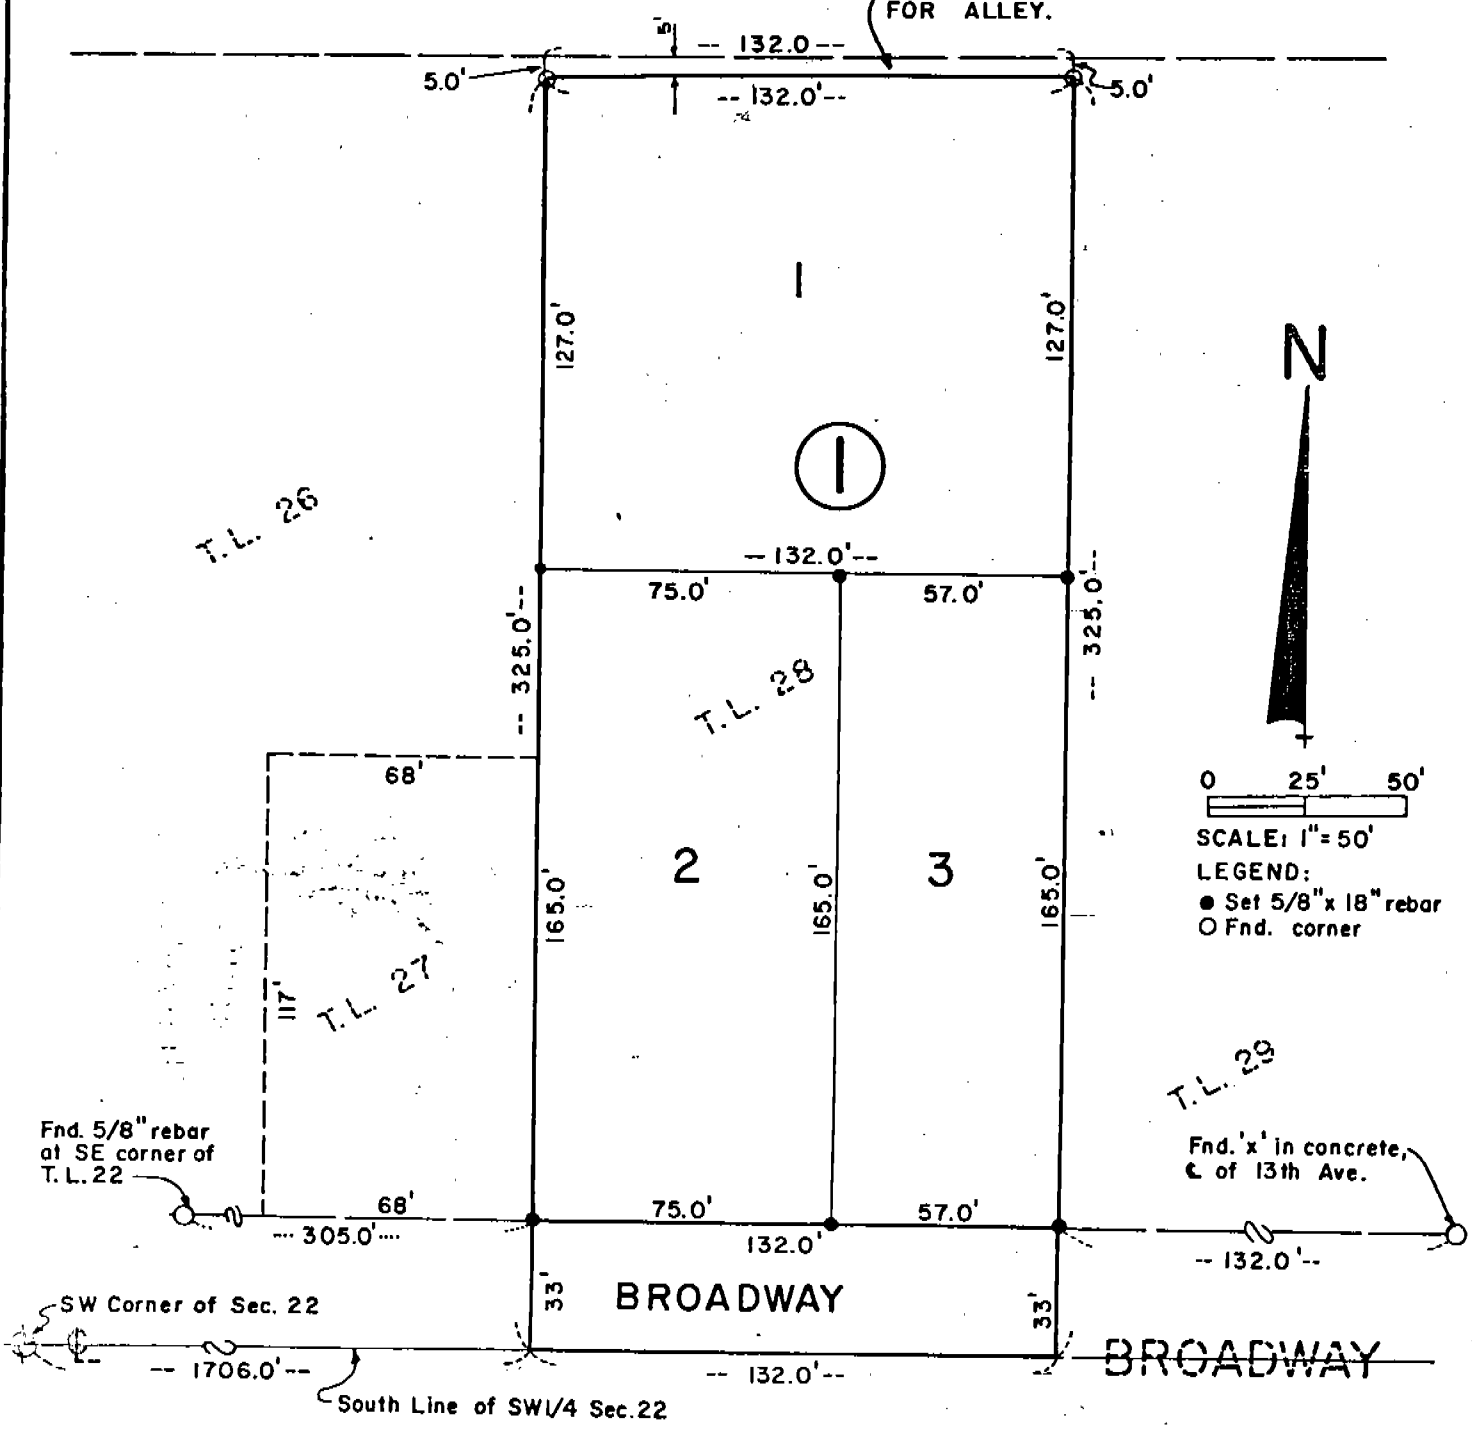 FOR ALLEY.
5'
-- 132.0 --
5.0'
5.0'
-- 132.0' --
1
127.0'
127.0'
N
1
T.L. 26
-- 132.0' --
75.0'
57.0'
-- 325.0' --
-- 325.0' --
T.L. 28
68'
0 25' 50'
SCALE: 1"= 50'
LEGEND:
Set 5/8" x 18" rebar
Fnd. corner
2
3
165.0'
165.0'
165.0'
117'
T.L. 27
T.L. 29
Fnd. 5/8" rebar
at SE corner of
T.L. 22
Fnd. 'x' in concrete,
℄ of 13th Ave.
68'
--- 305.0' ----
75.0'
57.0'
132.0'
-- 132.0' --
33'
BROADWAY
33'
SW Corner of Sec. 22
℄
-- 1706.0' --
-- 132.0' --
BROADWAY
South Line of SW1/4 Sec. 22